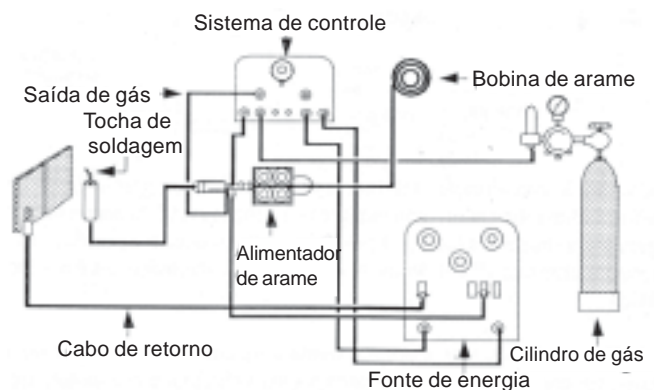 Sistema de controle
Bobina de arame
Saída de gás
Tocha de
soldagem
Alimentador
de arame
Cabo de retorno
Cilindro de gás
Fonte de energia